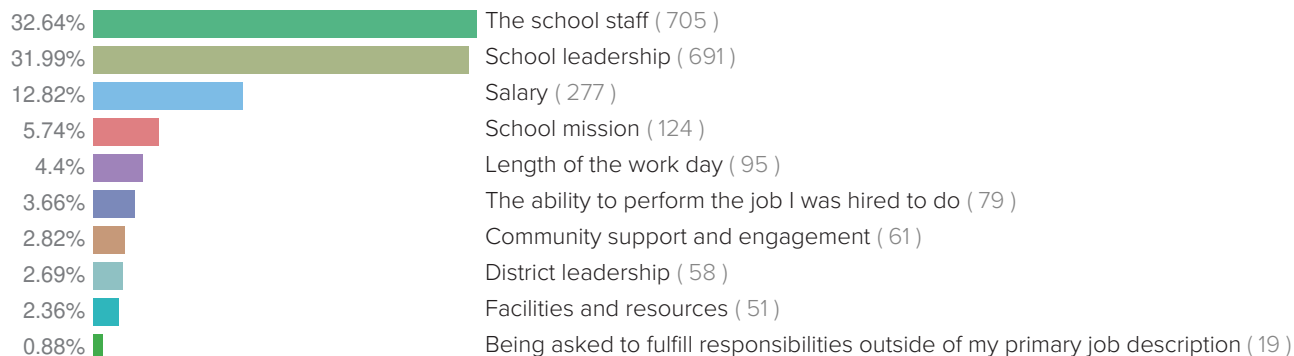 32.64% The school staff ( 705 )
31.99% School leadership ( 691 )
12.82% Salary ( 277 )
5.74% School mission ( 124 )
4.4% Length of the work day ( 95 )
3.66% The ability to perform the job I was hired to do ( 79 )
2.82% Community support and engagement ( 61 )
2.69% District leadership ( 58 )
2.36% Facilities and resources ( 51 )
0.88% Being asked to fulfill responsibilities outside of my primary job description ( 19 )